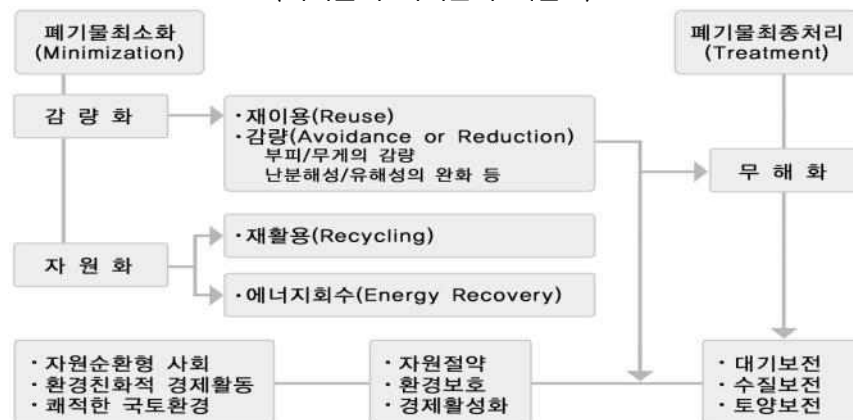 폐기물최소화
(Minimization)
폐기물최종처리
(Treatment)
감 량 화
·재이용(Reuse)
·감량(Avoidance or Reduction)
부피/무게의 감량
난분해성/유해성의 완화 등
무 해 화
·재활용(Recycling)
자 원 화
·에너지회수(Energy Recovery)
· 자원순환형 사회
· 환경친화적 경제활동
· 쾌적한 국토환경
· 자원절약
· 환경보호
· 경제활성화
· 대기보전
· 수질보전
· 토양보전